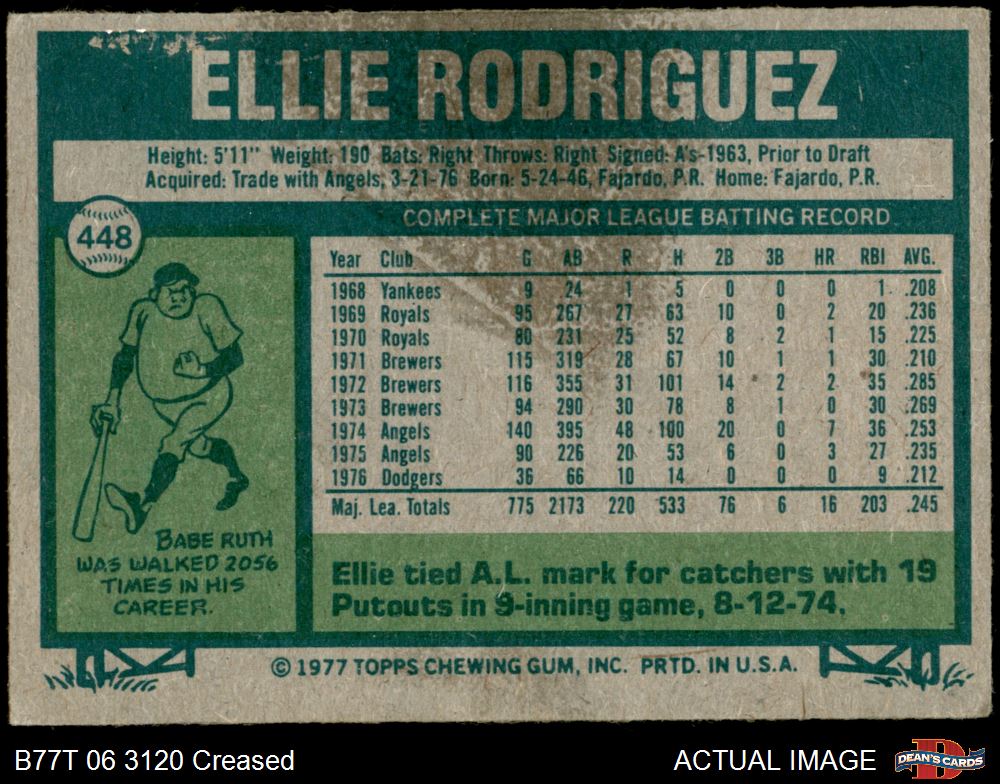 ELLIE RODRIGUEZ
Height: 5'11" Weight: 190 Bats: Right Throws: Right Signed: A's-1963, Prior to Draft
Acquired: Trade with Angels, 3-21-76 Born: 5-24-46, Fajardo, P.R. Home: Fajardo, P.R.
448
COMPLETE MAJOR LEAGUE BATTING RECORD
Year Club G AB R H 2B 3B HR RBI AVG.
1968 Yankees 9 24 1 5 0 0 0 1 .208
1969 Royals 95 267 27 63 10 0 2 20 .236
1970 Royals 80 231 25 52 8 2 1 15 .225
1971 Brewers 115 319 28 67 10 1 1 30 .210
1972 Brewers 116 355 31 101 14 2 2 35 .285
1973 Brewers 94 290 30 78 8 1 0 30 .269
1974 Angels 140 395 48 100 20 0 7 36 .253
1975 Angels 90 226 20 53 6 0 3 27 .235
1976 Dodgers 36 66 10 14 0 0 0 9 .212
Maj. Lea. Totals 775 2173 220 533 76 6 16 203 .245
BABE RUTH
WAS WALKED 2056
TIMES IN HIS
CAREER.
Ellie tied A.L. mark for catchers with 19
Putouts in 9-inning game, 8-12-74.
© 1977 TOPPS CHEWING GUM, INC. PRTD. IN U.S.A.
B77T 06 3120 Creased
ACTUAL IMAGE
DEAN'S CARDS